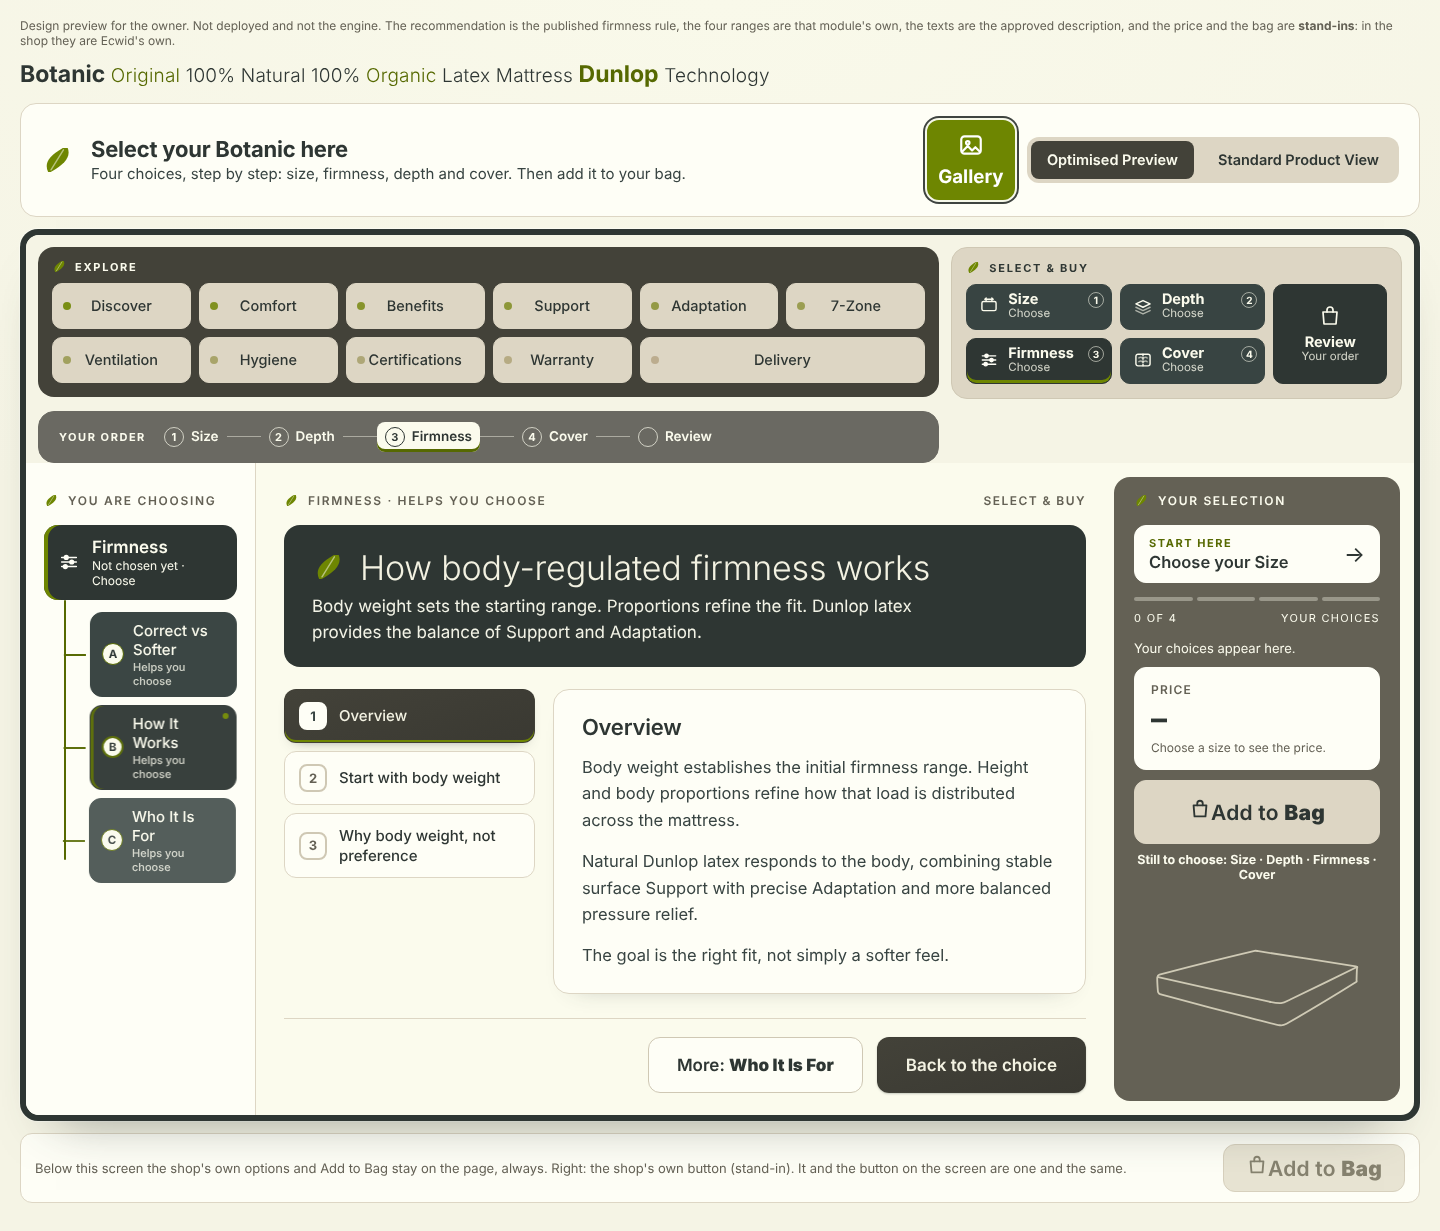 Design preview for the owner. Not deployed and not the engine. The recommendation is the published firmness rule, the four ranges are that module's own, the texts are the approved description, and the price and the bag are stand-ins: in the
shop they are Ecwid's own.
Botanic Original 100% Natural 100% Organic Latex Mattress Dunlop Technology
Select your Botanic here
Four choices, step by step: size, firmness, depth and cover. Then add it to your bag.
Gallery
Optimised Preview
Standard Product View
EXPLORE
Discover
Comfort
Benefits
Support
Adaptation
7-Zone
Ventilation
Hygiene
Certifications
Warranty
Delivery
SELECT & BUY
Size
Choose
1
Depth
Choose
2
Firmness
Choose
3
Cover
Choose
4
Review
Your order
YOUR ORDER
1 Size
2 Depth
3 Firmness
4 Cover
Review
YOU ARE CHOOSING
Firmness
Not chosen yet ·
Choose
A
Correct vs
Softer
Helps you
choose
B
How It
Works
Helps you
choose
C
Who It Is
For
Helps you
choose
FIRMNESS · HELPS YOU CHOOSE
SELECT & BUY
How body-regulated firmness works
Body weight sets the starting range. Proportions refine the fit. Dunlop latex
provides the balance of Support and Adaptation.
1 Overview
2 Start with body weight
3 Why body weight, not
preference
Overview
Body weight establishes the initial firmness range. Height
and body proportions refine how that load is distributed
across the mattress.
Natural Dunlop latex responds to the body, combining stable
surface Support with precise Adaptation and more balanced
pressure relief.
The goal is the right fit, not simply a softer feel.
More: Who It Is For
Back to the choice
YOUR SELECTION
START HERE
Choose your Size
0 OF 4
YOUR CHOICES
Your choices appear here.
PRICE
–
Choose a size to see the price.
Add to Bag
Still to choose: Size · Depth · Firmness ·
Cover
Below this screen the shop's own options and Add to Bag stay on the page, always. Right: the shop's own button (stand-in). It and the button on the screen are one and the same.
Add to Bag